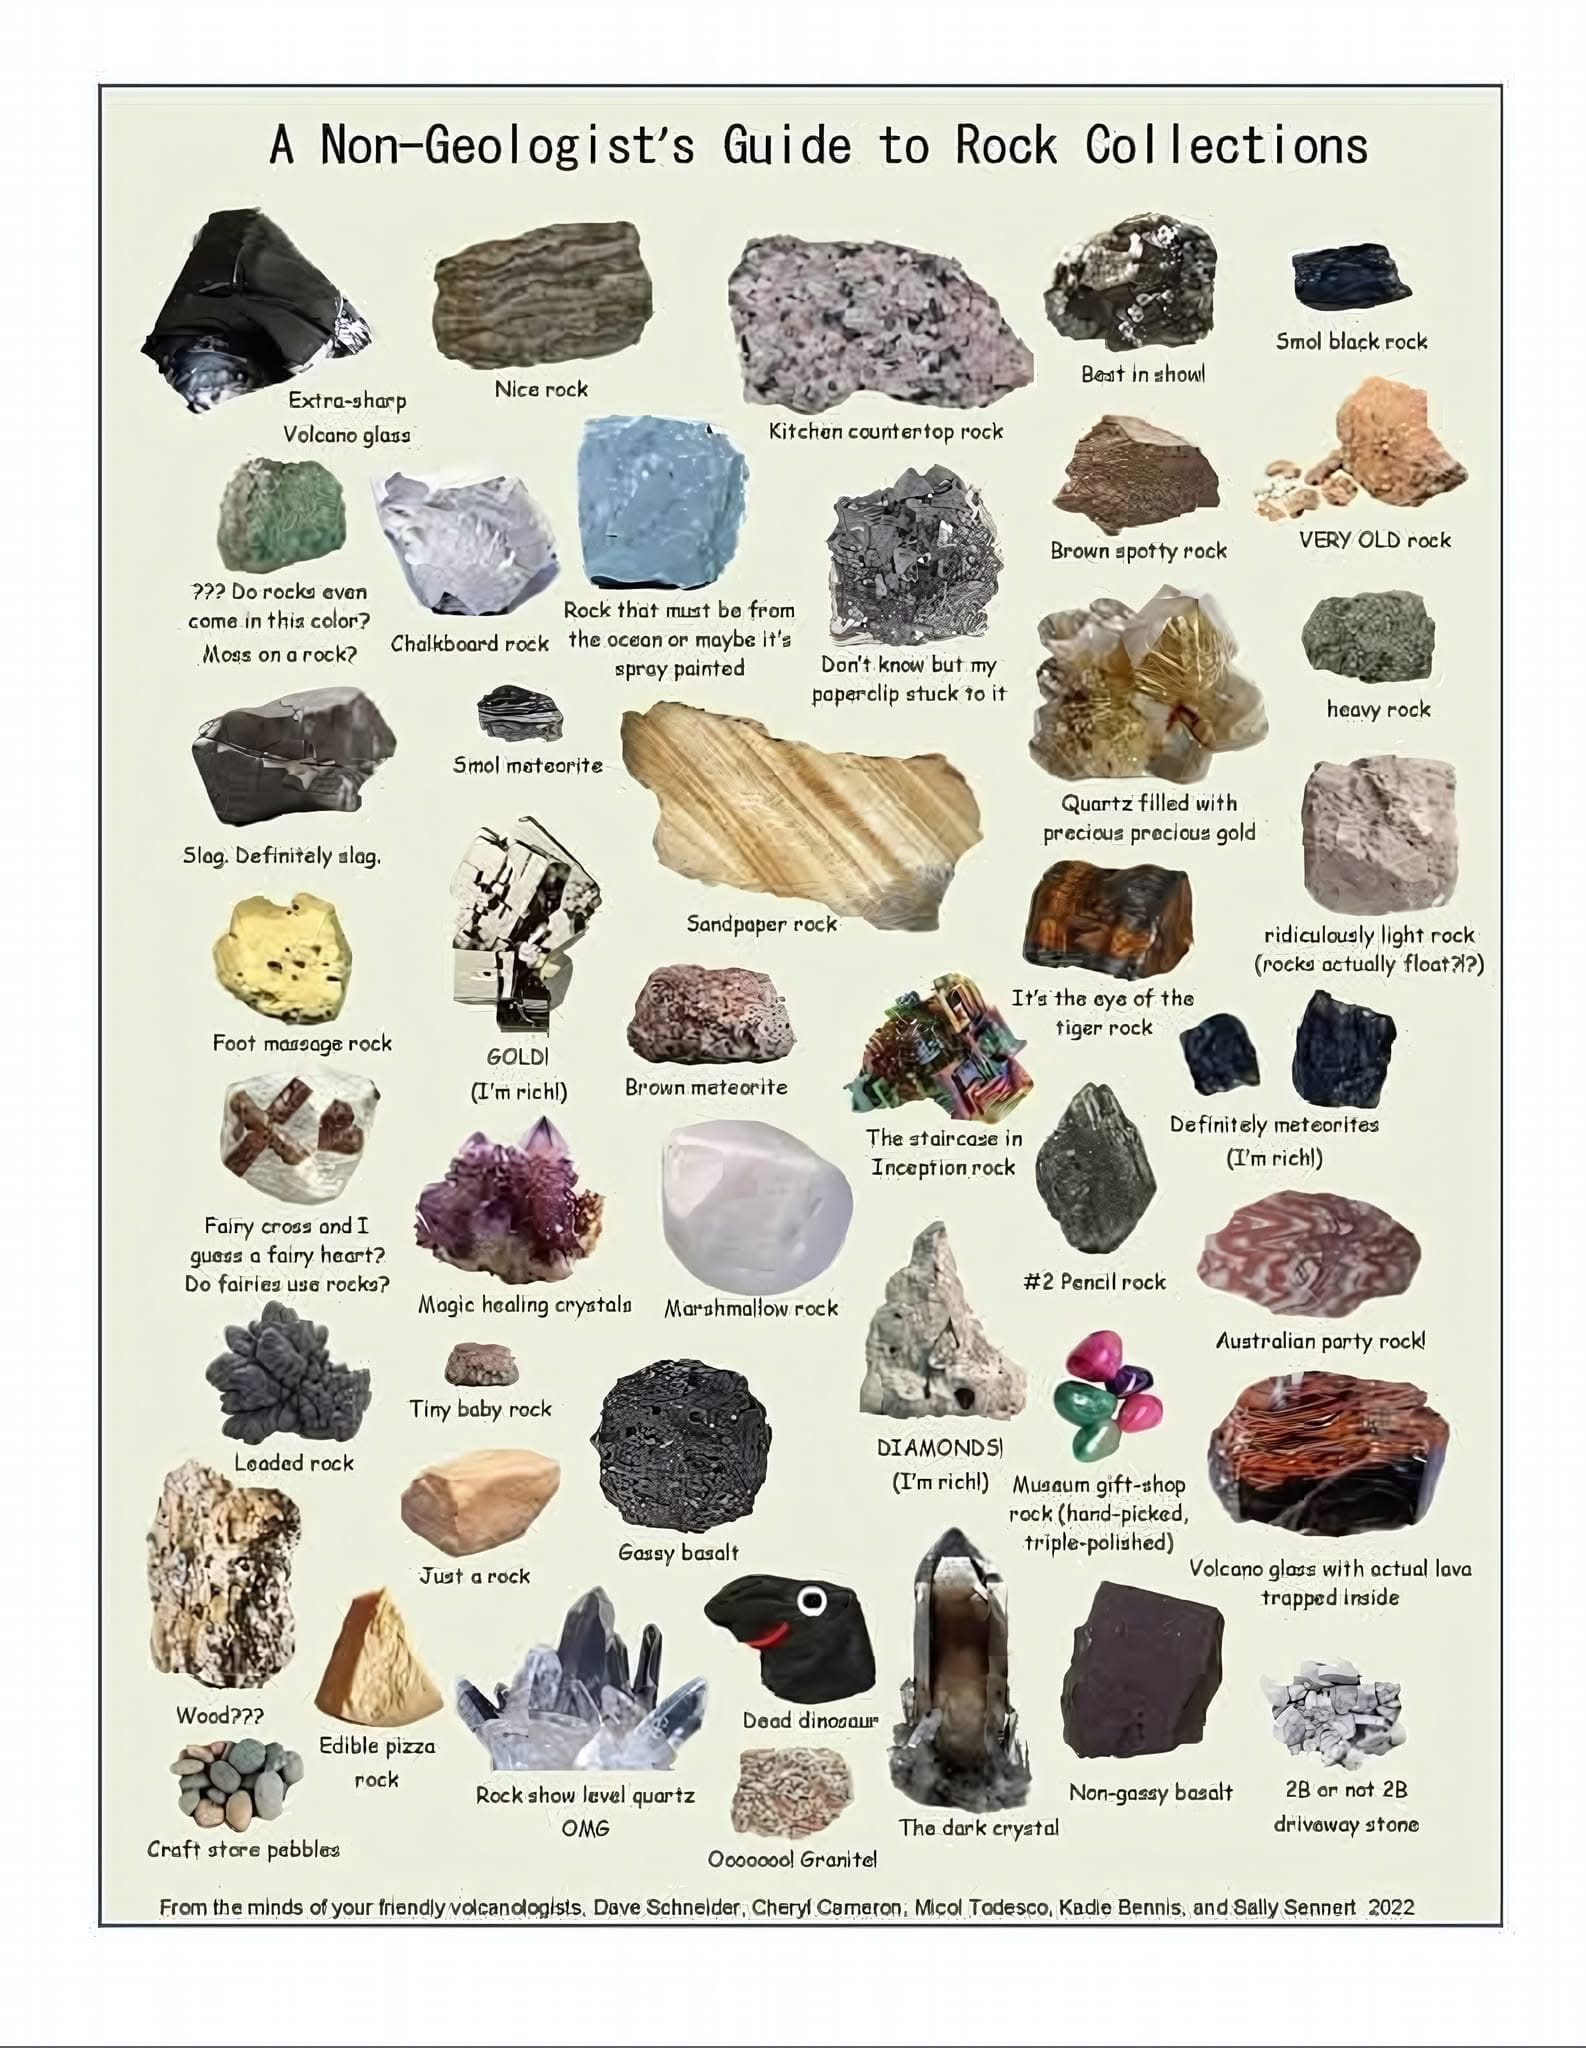 A Non-Geologist's Guide to Rock Collections
Extra-sharp
Volcano glass
Nice rock
Kitchen countertop rock
Best in show!
Smol black rock
??? Do rocks even
come in this color?
Moss on a rock?
Chalkboard rock
Rock that must be from
the ocean or maybe it's
spray painted
Don't know but my
paperclip stuck to it
Brown spotty rock
VERY OLD rock
Slag. Definitely slag.
Smol meteorite
Sandpaper rock
Quartz filled with
precious precious gold
heavy rock
Foot massage rock
GOLD!
(I'm rich!)
Brown meteorite
It's the eye of the
tiger rock
ridiculously light rock
(rocks actually float?!?)
Fairy cross and I
guess a fairy heart?
Do fairies use rocks?
Magic healing crystals
Marshmallow rock
The staircase in
Inception rock
#2 Pencil rock
Definitely meteorites
(I'm rich!)
Leaded rock
Tiny baby rock
Just a rock
Gassy basalt
DIAMONDS!
(I'm rich!)
Museum gift-shop
rock (hand-picked,
triple-polished)
Australian party rock!
Volcano glass with actual lava
trapped inside
Wood???
Edible pizza
rock
Rock show level quartz
OMG
Dead dinosaur
The dark crystal
Non-gassy basalt
2B or not 2B
driveway stone
Craft store pebbles
Ooooooo! Granite!
From the minds of your friendly volcanologists, Dave Schneider, Cheryl Cameron, Micol Todesco, Kadie Bennis, and Sally Sennert 2022